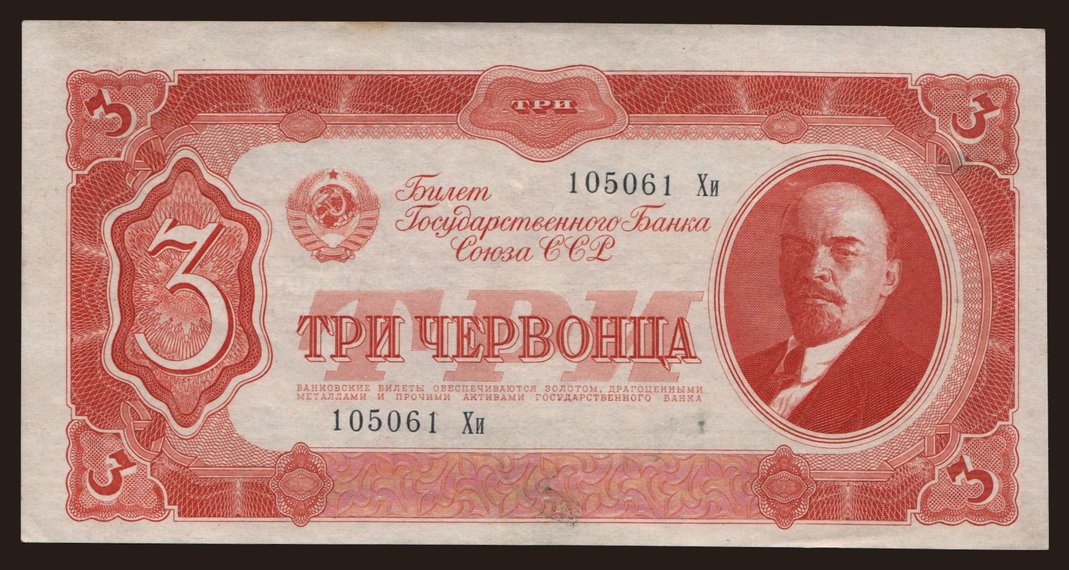 3
ТРИ
3
105061 Хи
Билет
Государственного Банка
Союза ССР
3
ТРИ
ТРИ ЧЕРВОНЦА
БАНКОВСКИЕ БИЛЕТЫ ОБЕСПЕЧИВАЮТСЯ ЗОЛОТОМ, ДРАГОЦЕННЫМИ
МЕТАЛЛАМИ И ПРОЧИМИ АКТИВАМИ ГОСУДАРСТВЕННОГО БАНКА
105061 Хи
3
3